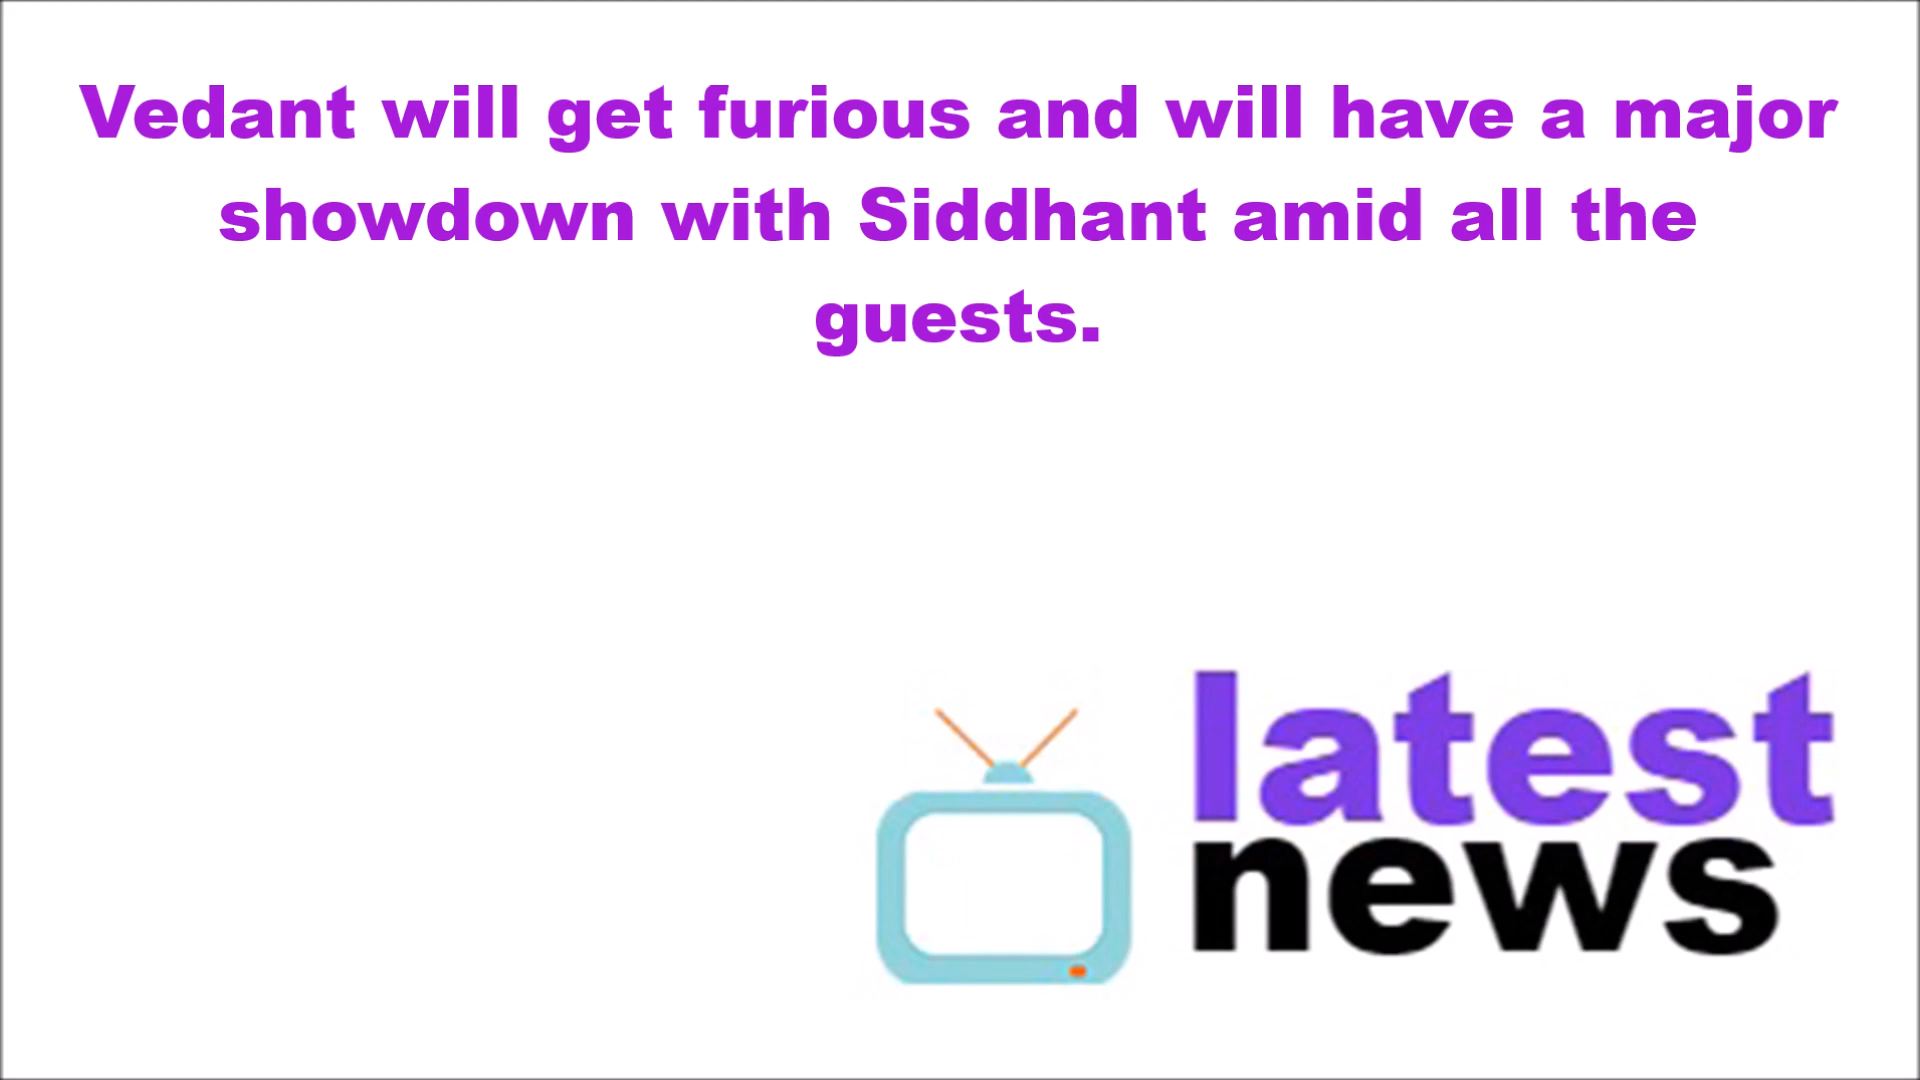 Vedant will get furious and will have a major
showdown with Siddhant amid all the
guests.
latest
news